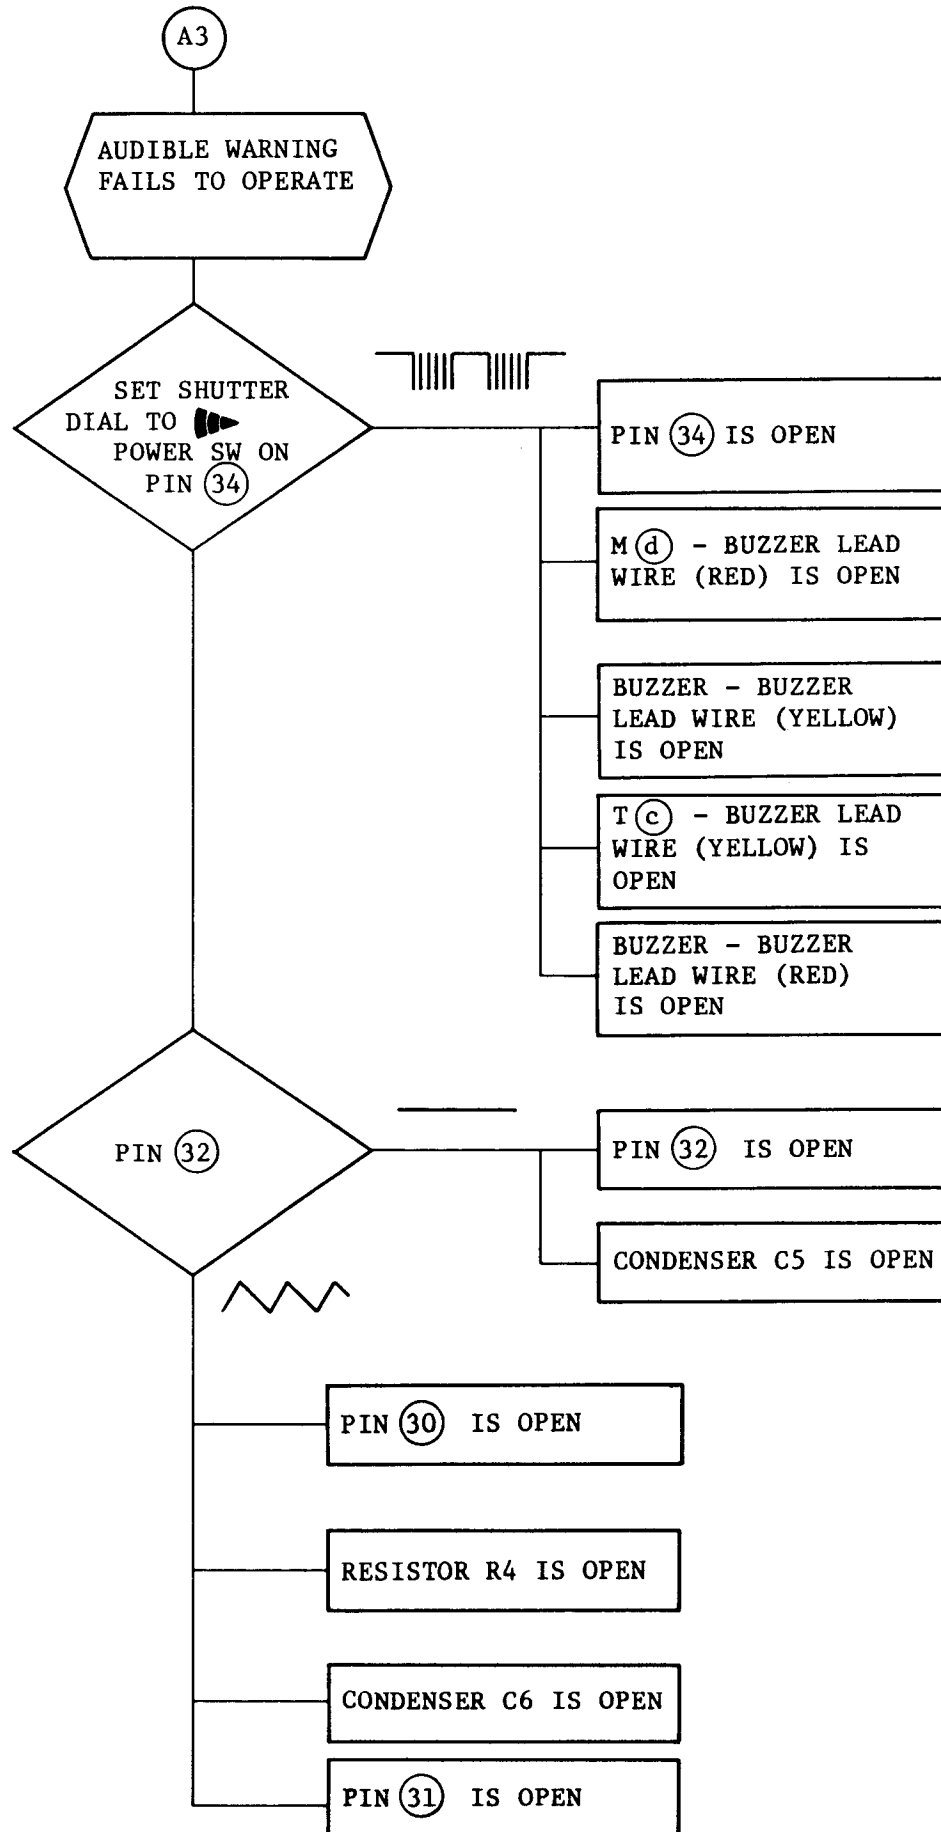 A3
AUDIBLE WARNING
FAILS TO OPERATE
SET SHUTTER
DIAL TO
POWER SW ON
PIN 34
PIN 34 IS OPEN
M d - BUZZER LEAD
WIRE (RED) IS OPEN
BUZZER - BUZZER
LEAD WIRE (YELLOW)
IS OPEN
T c - BUZZER LEAD
WIRE (YELLOW) IS
OPEN
BUZZER - BUZZER
LEAD WIRE (RED)
IS OPEN
PIN 32
PIN 32 IS OPEN
CONDENSER C5 IS OPEN
PIN 30 IS OPEN
RESISTOR R4 IS OPEN
CONDENSER C6 IS OPEN
PIN 31 IS OPEN